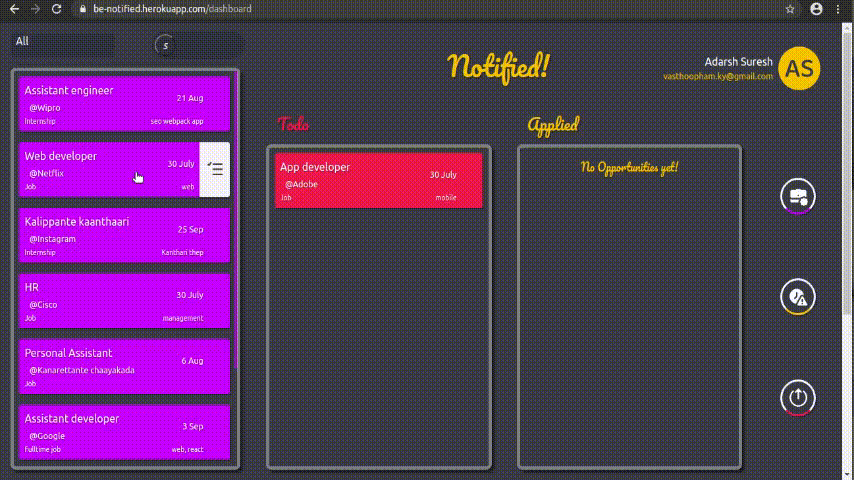 be-notified.herokuapp.com/dashboard
All
S
Notified!
Adarsh Suresh
vasthoopham.ky@gmail.com
AS
Assistant engineer
21 Aug
@Wipro
Internship
seo webpack app
Web developer
30 July
@Netflix
Job
web
Kalippante kaanthaari
25 Sep
@Instagram
Internship
Kanthari thep
HR
30 July
@Cisco
Job
management
Personal Assistant
6 Aug
@Kanarettante chaayakada
Job
Assistant developer
3 Sep
@Google
Fulltime job
web, react
Todo
App developer
30 July
@Adobe
Job
mobile
Applied
No Opportunities yet!